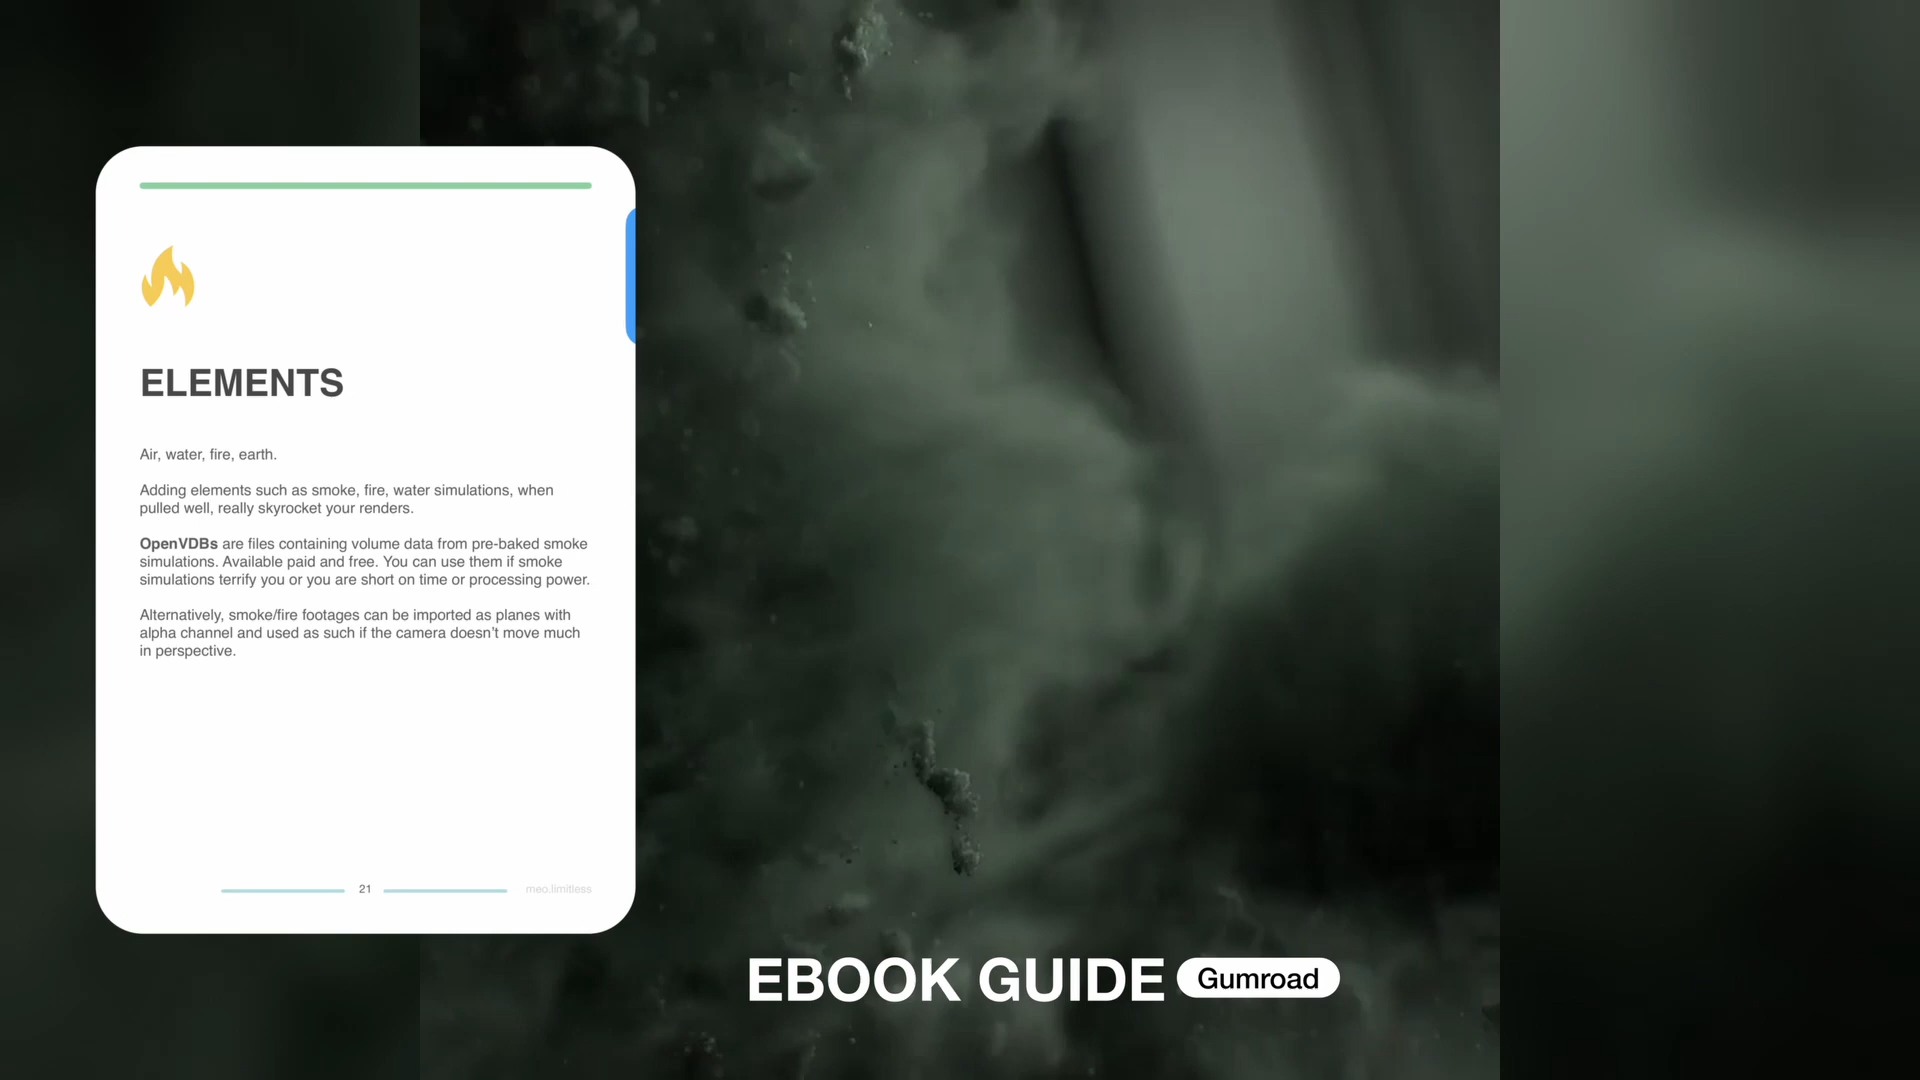 ELEMENTS
Air, water, fire, earth.
Adding elements such as smoke, fire, water simulations, when
pulled well, really skyrocket your renders.
OpenVDBs are files containing volume data from pre-baked smoke
simulations. Available paid and free. You can use them if smoke
simulations terrify you or you are short on time or processing power.
Alternatively, smoke/fire footages can be imported as planes with
alpha channel and used as such if the camera doesn’t move much
in perspective.
21
meo.limitless
EBOOK GUIDE Gumroad